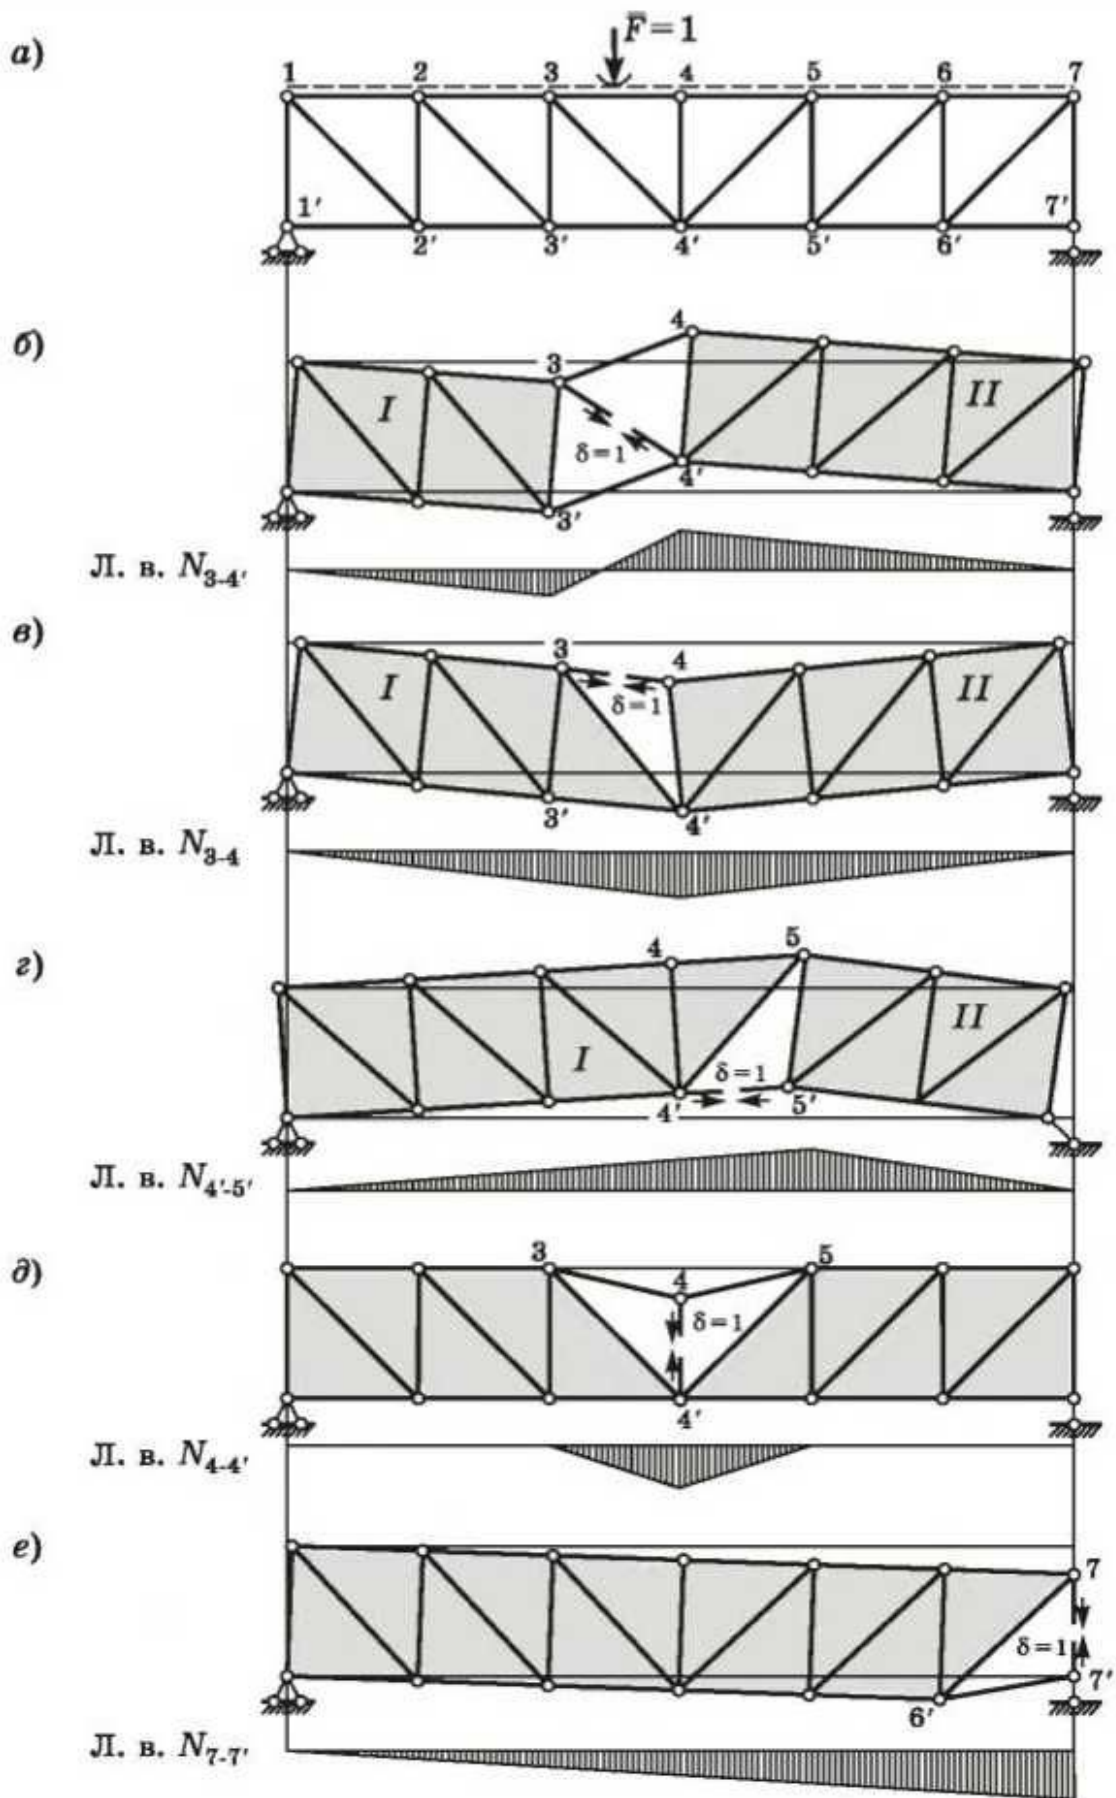 а)
F̅=1
1 2 3 4 5 6 7
1′ 7′
2′ 3′ 4′ 5′ 6′
б)
4
3
I II
δ=1
4′
3′
Л. в. N3-4′
в)
3 4
I II
δ=1
3′ 4′
Л. в. N3-4
г)
4 5
II
I
δ=1
4′ 5′
Л. в. N4′-5′
д)
3 5
4
δ=1
4′
Л. в. N4-4′
е)
7
δ=1
7′
6′
Л. в. N7-7′